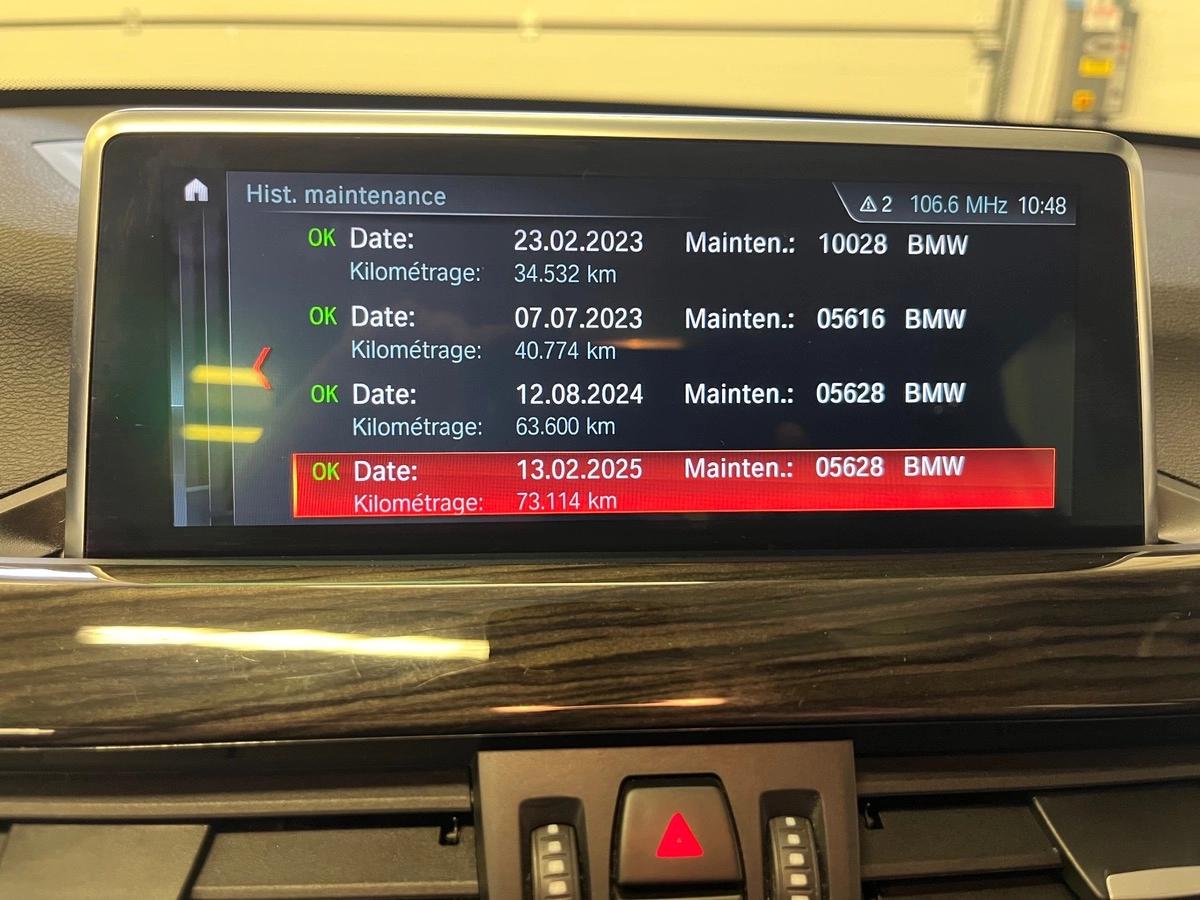 Hist. maintenance 2 106.6 MHz 10:48
OK Date: 23.02.2023 Mainten.: 10028 BMW
Kilométrage: 34.532 km
OK Date: 07.07.2023 Mainten.: 05616 BMW
Kilométrage: 40.774 km
OK Date: 12.08.2024 Mainten.: 05628 BMW
Kilométrage: 63.600 km
OK Date: 13.02.2025 Mainten.: 05628 BMW
Kilométrage: 73.114 km